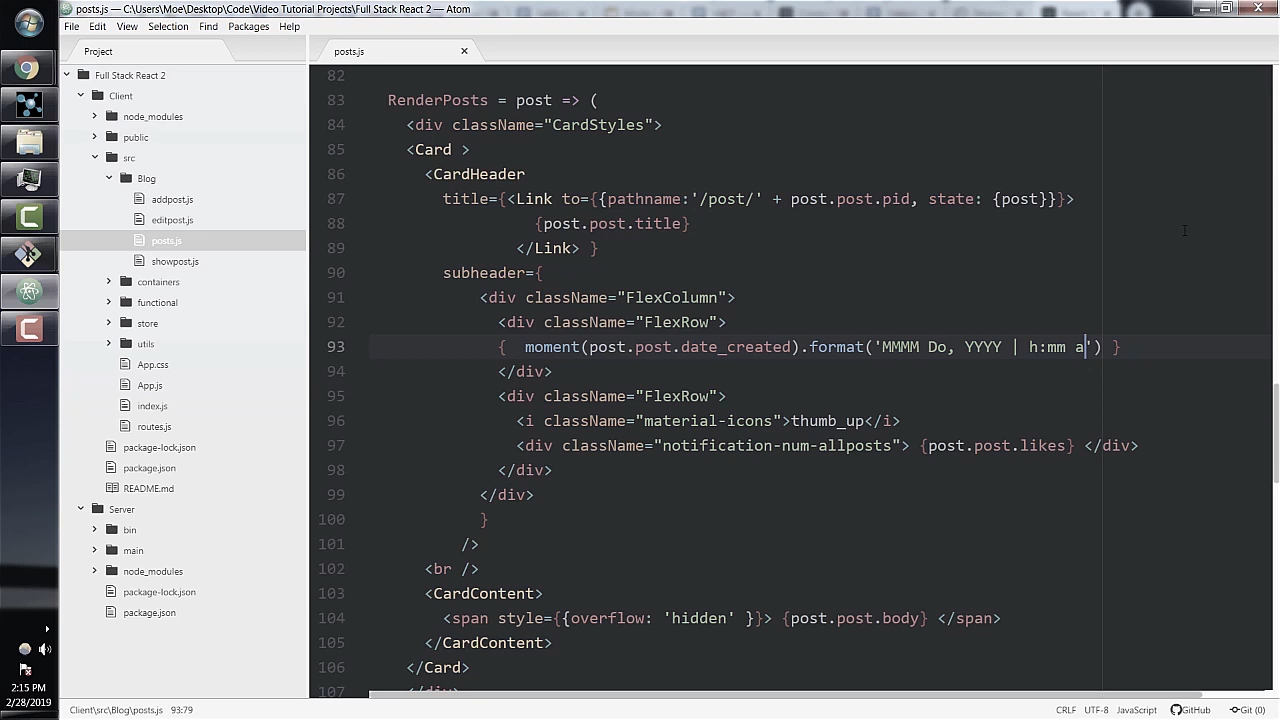 posts.js — C:\Users\Moe\Desktop\Code\Video Tutorial Projects\Full Stack React 2 — Atom
File Edit View Selection Find Packages Help
Project
posts.js
Full Stack React 2
Client
node_modules
public
src
Blog
addpost.js
editpost.js
posts.js
showpost.js
containers
functional
store
utils
App.css
App.js
index.js
routes.js
package-lock.json
package.json
README.md
Server
bin
main
node_modules
package-lock.json
package.json
82
83 RenderPosts = post => (
84 <div className="CardStyles">
85 <Card >
86 <CardHeader
87 title={<Link to={{pathname:'/post/' + post.post.pid, state: {post}}}>
88 {post.post.title}
89 </Link> }
90 subheader={
91 <div className="FlexColumn">
92 <div className="FlexRow">
93 { moment(post.post.date_created).format('MMMM Do, YYYY | h:mm a') }
94 </div>
95 <div className="FlexRow">
96 <i className="material-icons">thumb_up</i>
97 <div className="notification-num-allposts"> {post.post.likes} </div>
98 </div>
99 </div>
100 }
101 />
102 <br />
103 <CardContent>
104 <span style={{overflow: 'hidden' }}> {post.post.body} </span>
105 </CardContent>
106 </Card>
107 </div>
2:15 PM
2/28/2019
Client\src\Blog\posts.js 93:79
CRLF UTF-8 JavaScript GitHub Git (0)